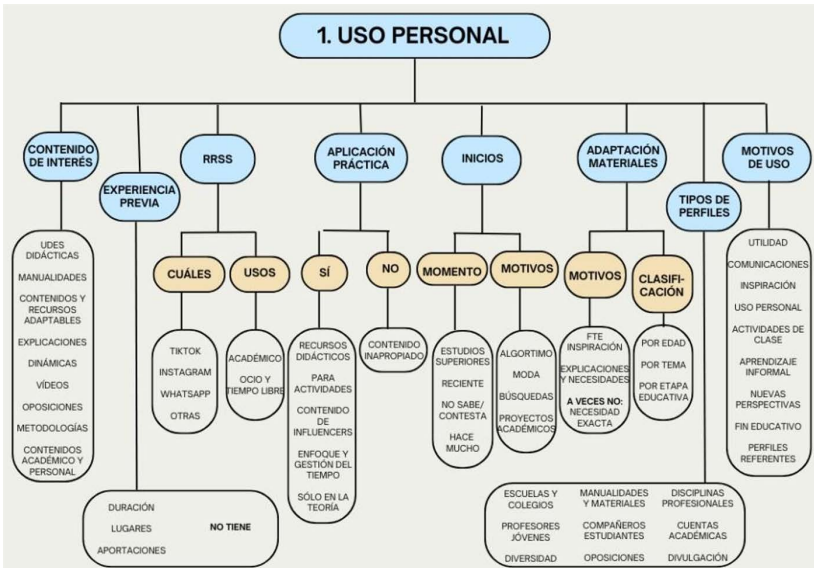 1. USO PERSONAL
CONTENIDO
DE INTERÉS
EXPERIENCIA
PREVIA
RRSS
APLICACIÓN
PRÁCTICA
INICIOS
ADAPTACIÓN
MATERIALES
TIPOS DE
PERFILES
MOTIVOS
DE USO
CUÁLES
USOS
SÍ
NO
MOMENTO
MOTIVOS
MOTIVOS
CLASIFI-
CACIÓN
UDES
DIDÁCTICAS
MANUALIDADES
CONTENIDOS Y
RECURSOS
ADAPTABLES
EXPLICACIONES
DINÁMICAS
VÍDEOS
OPOSICIONES
METODOLOGÍAS
CONTENIDOS
ACADÉMICO Y
PERSONAL
TIKTOK
INSTAGRAM
WHATSAPP
OTRAS
ACADÉMICO
OCIO Y
TIEMPO LIBRE
RECURSOS
DIDÁCTICOS
PARA
ACTIVIDADES
CONTENIDO
DE
INFLUENCERS
ENFOQUE Y
GESTIÓN DEL
TIEMPO
SÓLO EN LA
TEORÍA
CONTENIDO
INAPROPIADO
ESTUDIOS
SUPERIORES
RECIENTE
NO SABE/
CONTESTA
HACE
MUCHO
ALGORTIMO
MODA
BÚSQUEDAS
PROYECTOS
ACADÉMICOS
FTE
INSPIRACIÓN
EXPLICACIONES
Y NECESIDADES
A VECES NO:
NECESIDAD
EXACTA
POR EDAD
POR TEMA
POR ETAPA
EDUCATIVA
UTILIDAD
COMUNICACIONES
INSPIRACIÓN
USO PERSONAL
ACTIVIDADES DE
CLASE
APRENDIZAJE
INFORMAL
NUEVAS
PERSPECTIVAS
FIN EDUCATIVO
PERFILES
REFERENTES
DURACIÓN
LUGARES
APORTACIONES
NO TIENE
ESCUELAS Y
COLEGIOS
PROFESORES
JÓVENES
DIVERSIDAD
MANUALIDADES
Y MATERIALES
COMPAÑEROS
ESTUDIANTES
OPOSICIONES
DISCIPLINAS
PROFESIONALES
CUENTAS
ACADÉMICAS
DIVULGACIÓN